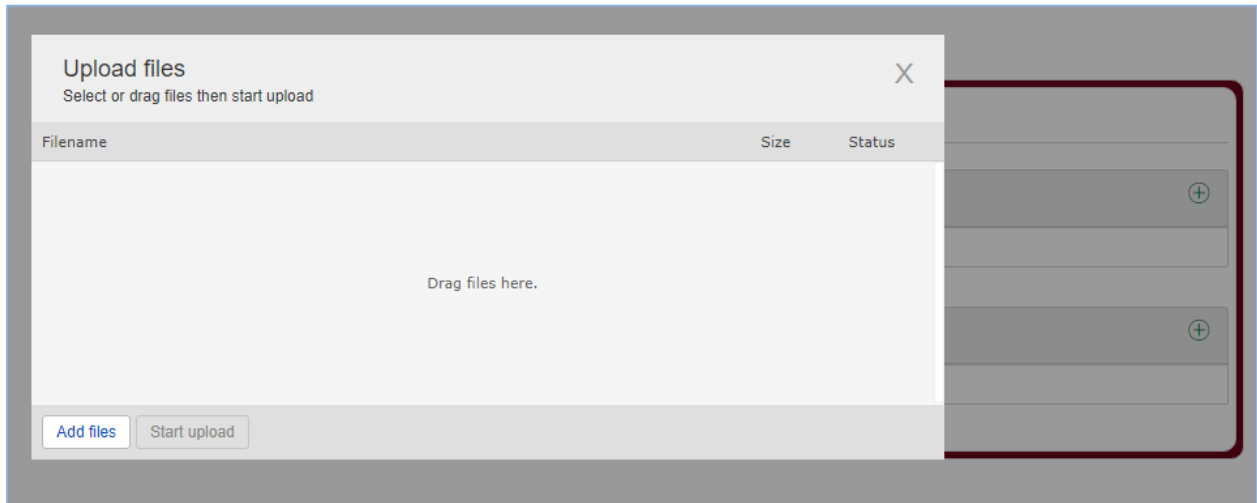 Upload files
X
Select or drag files then start upload
Filename Size Status
Drag files here.
Add files Start upload